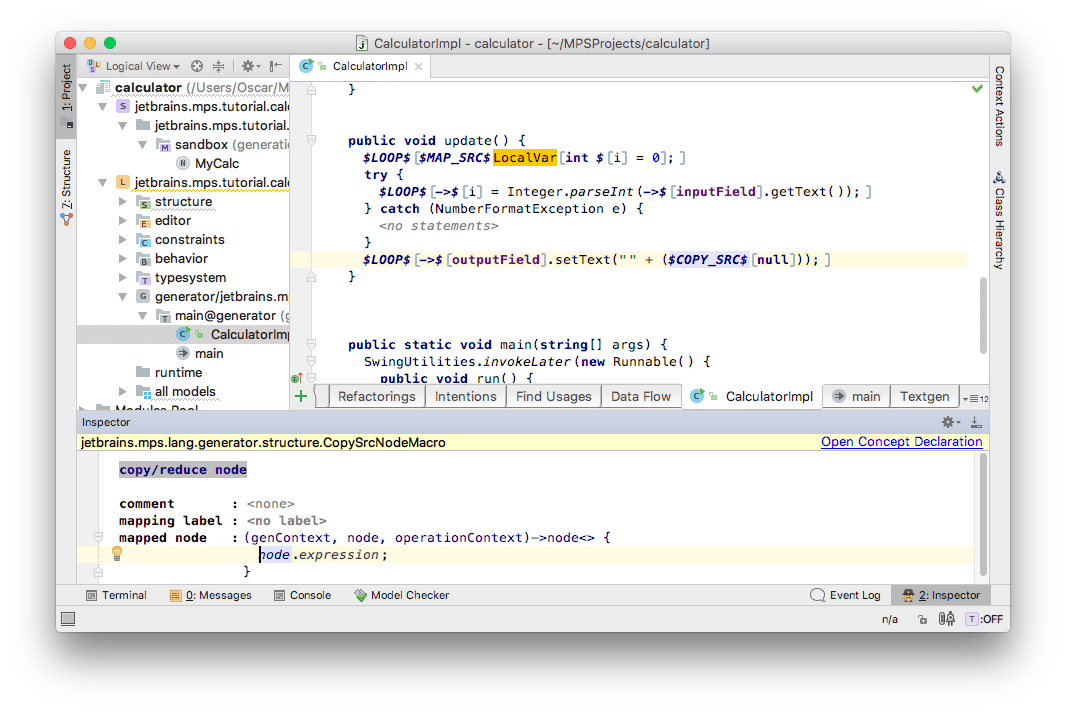 CalculatorImpl - calculator - [~/MPSProjects/calculator]
1: Project
7: Structure
Logical View
calculator (/Users/Oscar/M
S jetbrains.mps.tutorial.cal
jetbrains.mps.tutorial.
M sandbox (generati
N MyCalc
L jetbrains.mps.tutorial.cal
S structure
E editor
C constraints
B behavior
T typesystem
G generator/jetbrains.m
T main@generator (g
C CalculatorImp
main
runtime
all models
Modules Pool
C CalculatorImpl
}
public void update() {
$LOOP$[$MAP_SRC$LocalVar[int $[i] = 0];]
try {
$LOOP$[->$[i] = Integer.parseInt(->$[inputField].getText());]
} catch (NumberFormatException e) {
<no statements>
}
$LOOP$[->$[outputField].setText("" + ($COPY_SRC$[null]));]
}
public static void main(string[] args) {
SwingUtilities.invokeLater(new Runnable() {
public void run() {
Refactorings
Intentions
Find Usages
Data Flow
C CalculatorImpl
main
Textgen
12
Context Actions
Class Hierarchy
Inspector
jetbrains.mps.lang.generator.structure.CopySrcNodeMacro
Open Concept Declaration
copy/reduce node
comment : <none>
mapping label : <no label>
mapped node : (genContext, node, operationContext)->node<> {
node.expression;
}
Terminal
0: Messages
Console
Model Checker
Event Log
2: Inspector
n/a
T :OFF